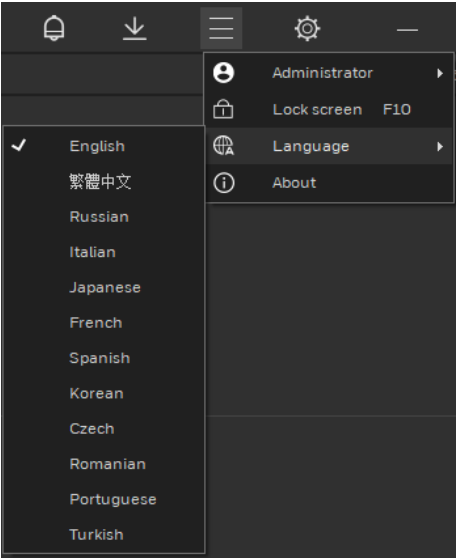 Administrator
Lock screen F10
Language
About
English
繁體中文
Russian
Italian
Japanese
French
Spanish
Korean
Czech
Romanian
Portuguese
Turkish